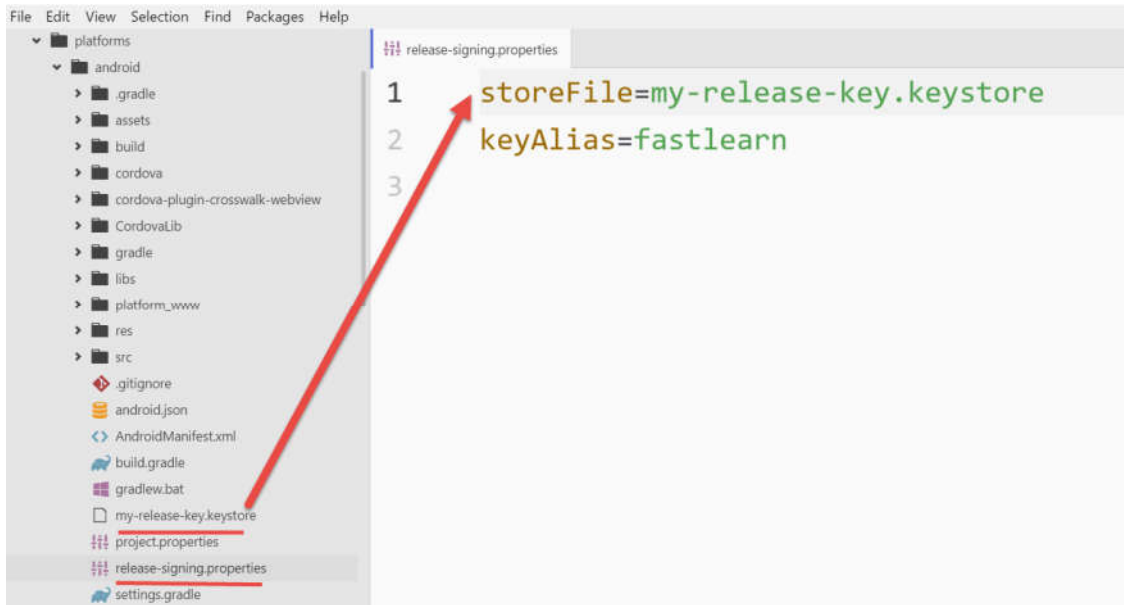 File Edit View Selection Find Packages Help
platforms
android
.gradle
assets
build
cordova
cordova-plugin-crosswalk-webview
CordovaLib
gradle
libs
platform_www
res
src
.gitignore
android.json
AndroidManifest.xml
build.gradle
gradlew.bat
my-release-key.keystore
project.properties
release-signing.properties
settings.gradle
release-signing.properties
1 storeFile=my-release-key.keystore
2 keyAlias=fastlearn
3